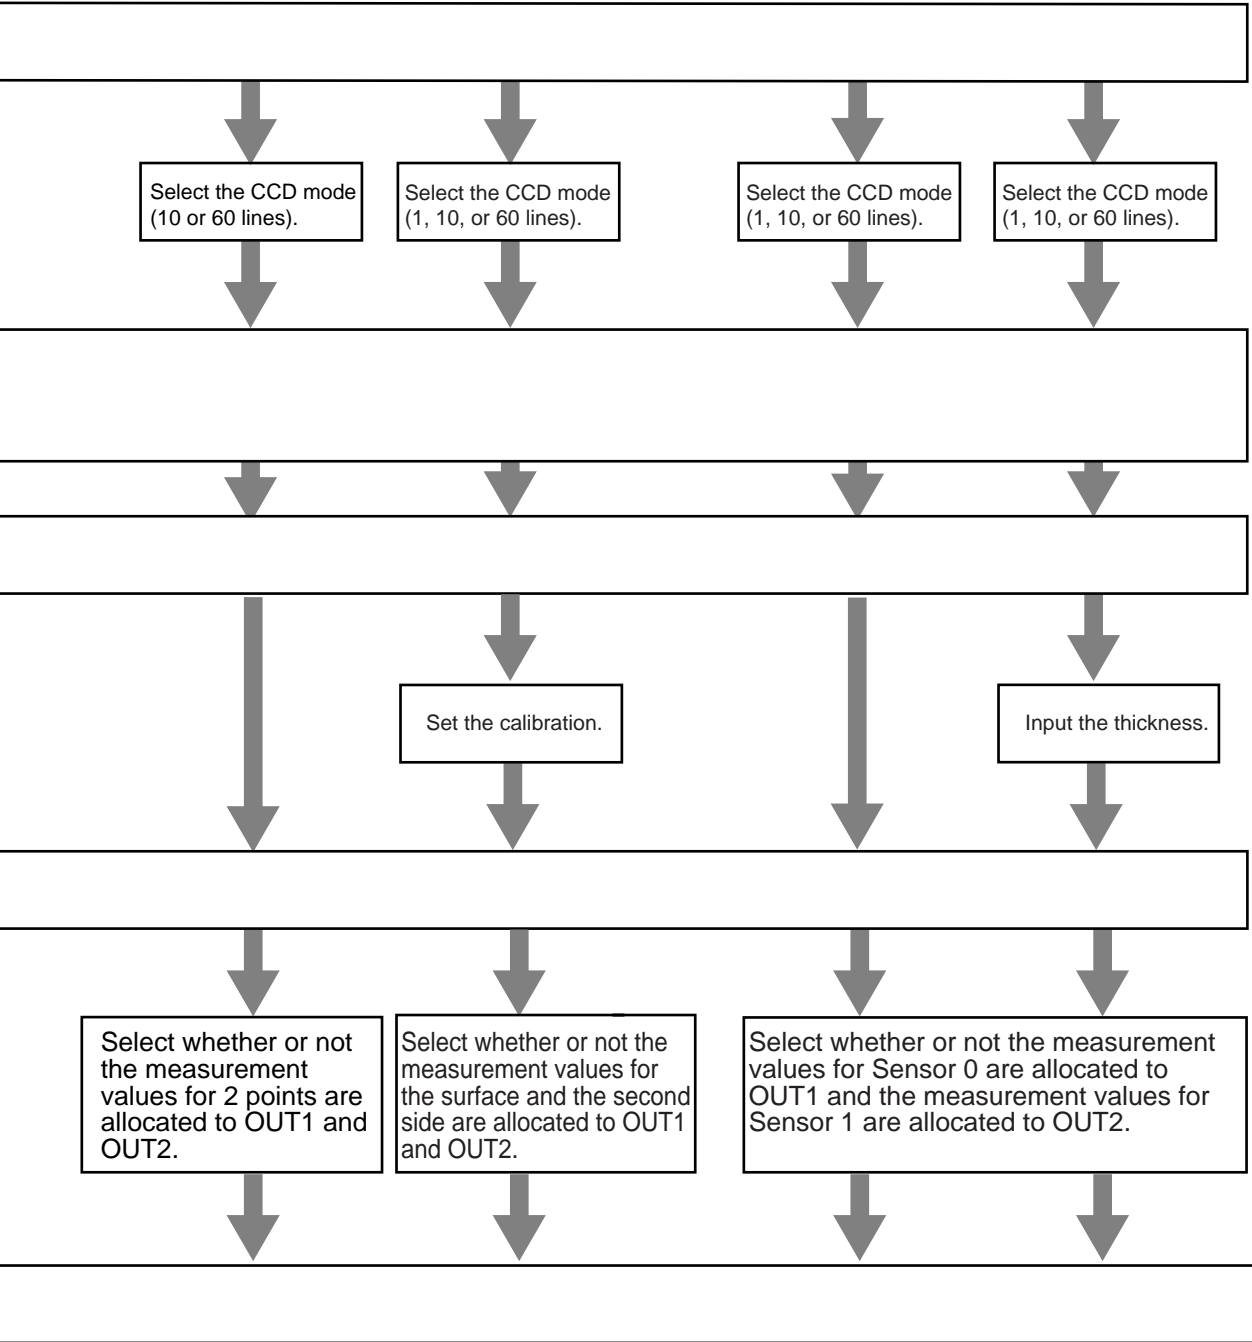 Select the CCD mode
(10 or 60 lines).
Select the CCD mode
(1, 10, or 60 lines).
Select the CCD mode
(1, 10, or 60 lines).
Select the CCD mode
(1, 10, or 60 lines).
Set the calibration.
Input the thickness.
Select whether or not
the measurement
values for 2 points are
allocated to OUT1 and
OUT2.
Select whether or not the
measurement values for
the surface and the second
side are allocated to OUT1
and OUT2.
Select whether or not the measurement
values for Sensor 0 are allocated to
OUT1 and the measurement values for
Sensor 1 are allocated to OUT2.